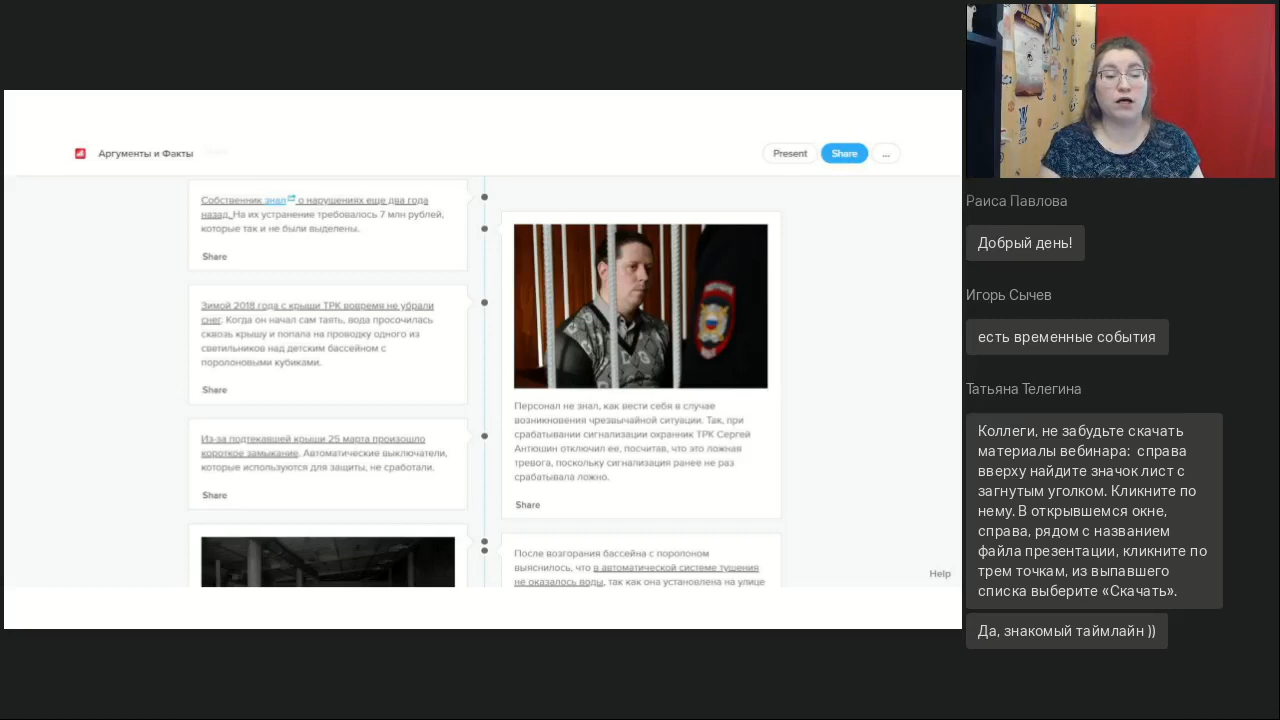 Аргументы и Факты
Present
Share
...
Собственник знал о нарушениях еще два года
назад. На их устранение требовалось 7 млн рублей,
которые так и не были выделены.
Share
Зимой 2018 года с крыши ТРК вовремя не убрали
снег. Когда он начал сам таять, вода просочилась
сквозь крышу и попала на проводку одного из
светильников над детским бассейном с
поролоновыми кубиками.
Share
Из-за подтекавшей крыши 25 марта произошло
короткое замыкание. Автоматические выключатели,
которые используются для защиты, не сработали.
Share
Персонал не знал, как вести себя в случае
возникновения чрезвычайной ситуации. Так, при
срабатывании сигнализации охранник ТРК Сергей
Антюшин отключил ее, посчитав, что это ложная
тревога, поскольку сигнализация ранее не раз
срабатывала ложно.
Share
После возгорания бассейна с поролоном
выяснилось, что в автоматической системе тушения
не оказалось воды, так как она установлена на улице
Help
Раиса Павлова
Добрый день!
Игорь Сычев
есть временные события
Татьяна Телегина
Коллеги, не забудьте скачать
материалы вебинара: справа
вверху найдите значок лист с
загнутым уголком. Кликните по
нему. В открывшемся окне,
справа, рядом с названием
файла презентации, кликните по
трем точкам, из выпавшего
списка выберите «Скачать».
Да, знакомый таймлайн ))